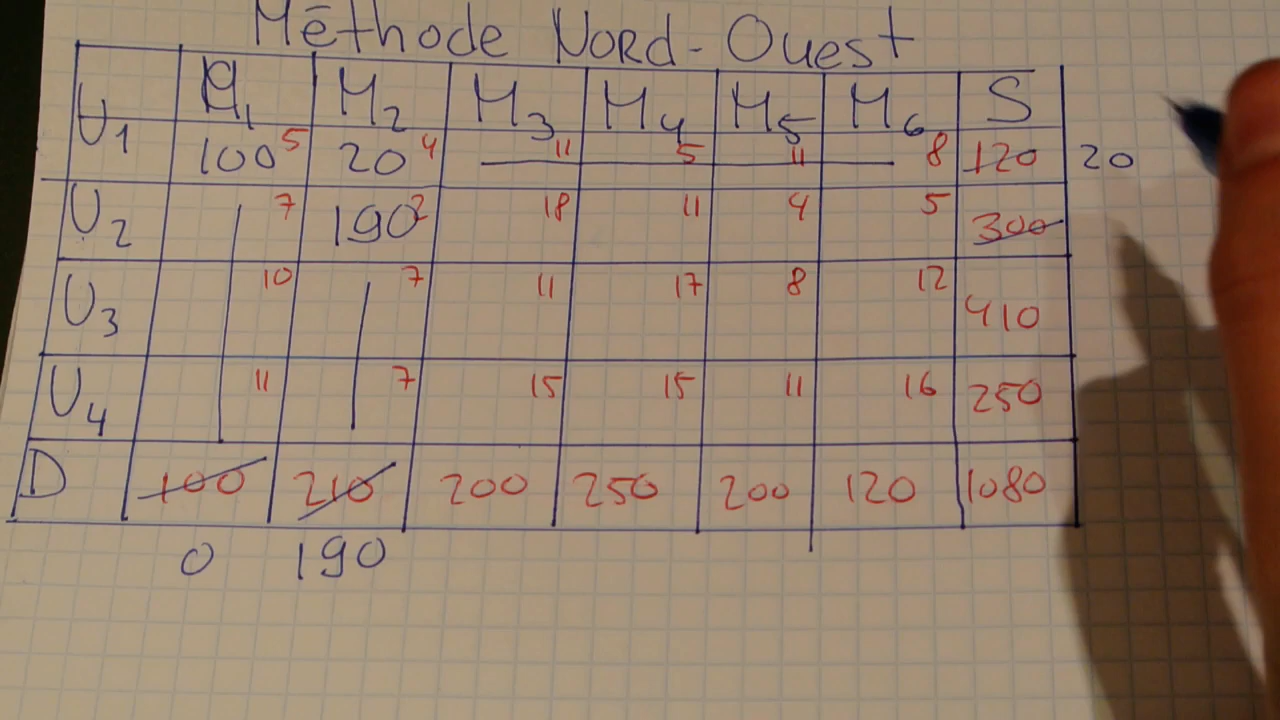 Méthode Nord-Ouest
U1 M1 M2 M3 M4 M5 M6 S
100 5 20 4 11 5 11 8 120 20
U2 7 190 2 18 11 4 5 300
U3 10 7 11 17 8 12 410
U4 11 7 15 15 11 16 250
D 100 210 200 250 200 120 1080
0 190